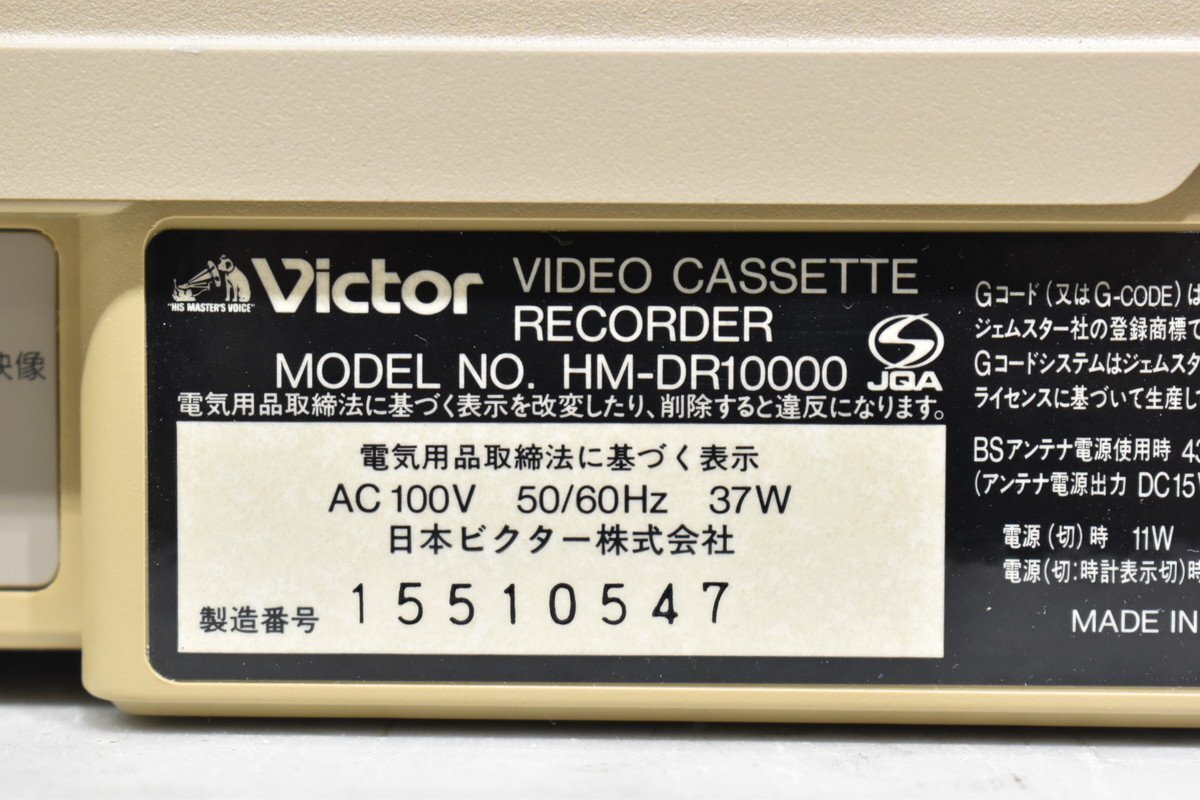 映像
"HIS MASTER'S VOICE"
Victor VIDEO CASSETTE
RECORDER
MODEL NO. HM-DR10000
JQA
電気用品取締法に基づく表示を改変したり、削除すると違反になります。
電気用品取締法に基づく表示
AC 100V 50/60Hz 37W
日本ビクター株式会社
製造番号 15510547
Gコード(又はG-CODE)は
ジェムスター社の登録商標で
Gコードシステムはジェムスタ
ライセンスに基づいて生産し
BSアンテナ電源使用時 43
(アンテナ電源出力 DC15V
電源(切)時 11W
電源(切:時計表示切)時
MADE IN